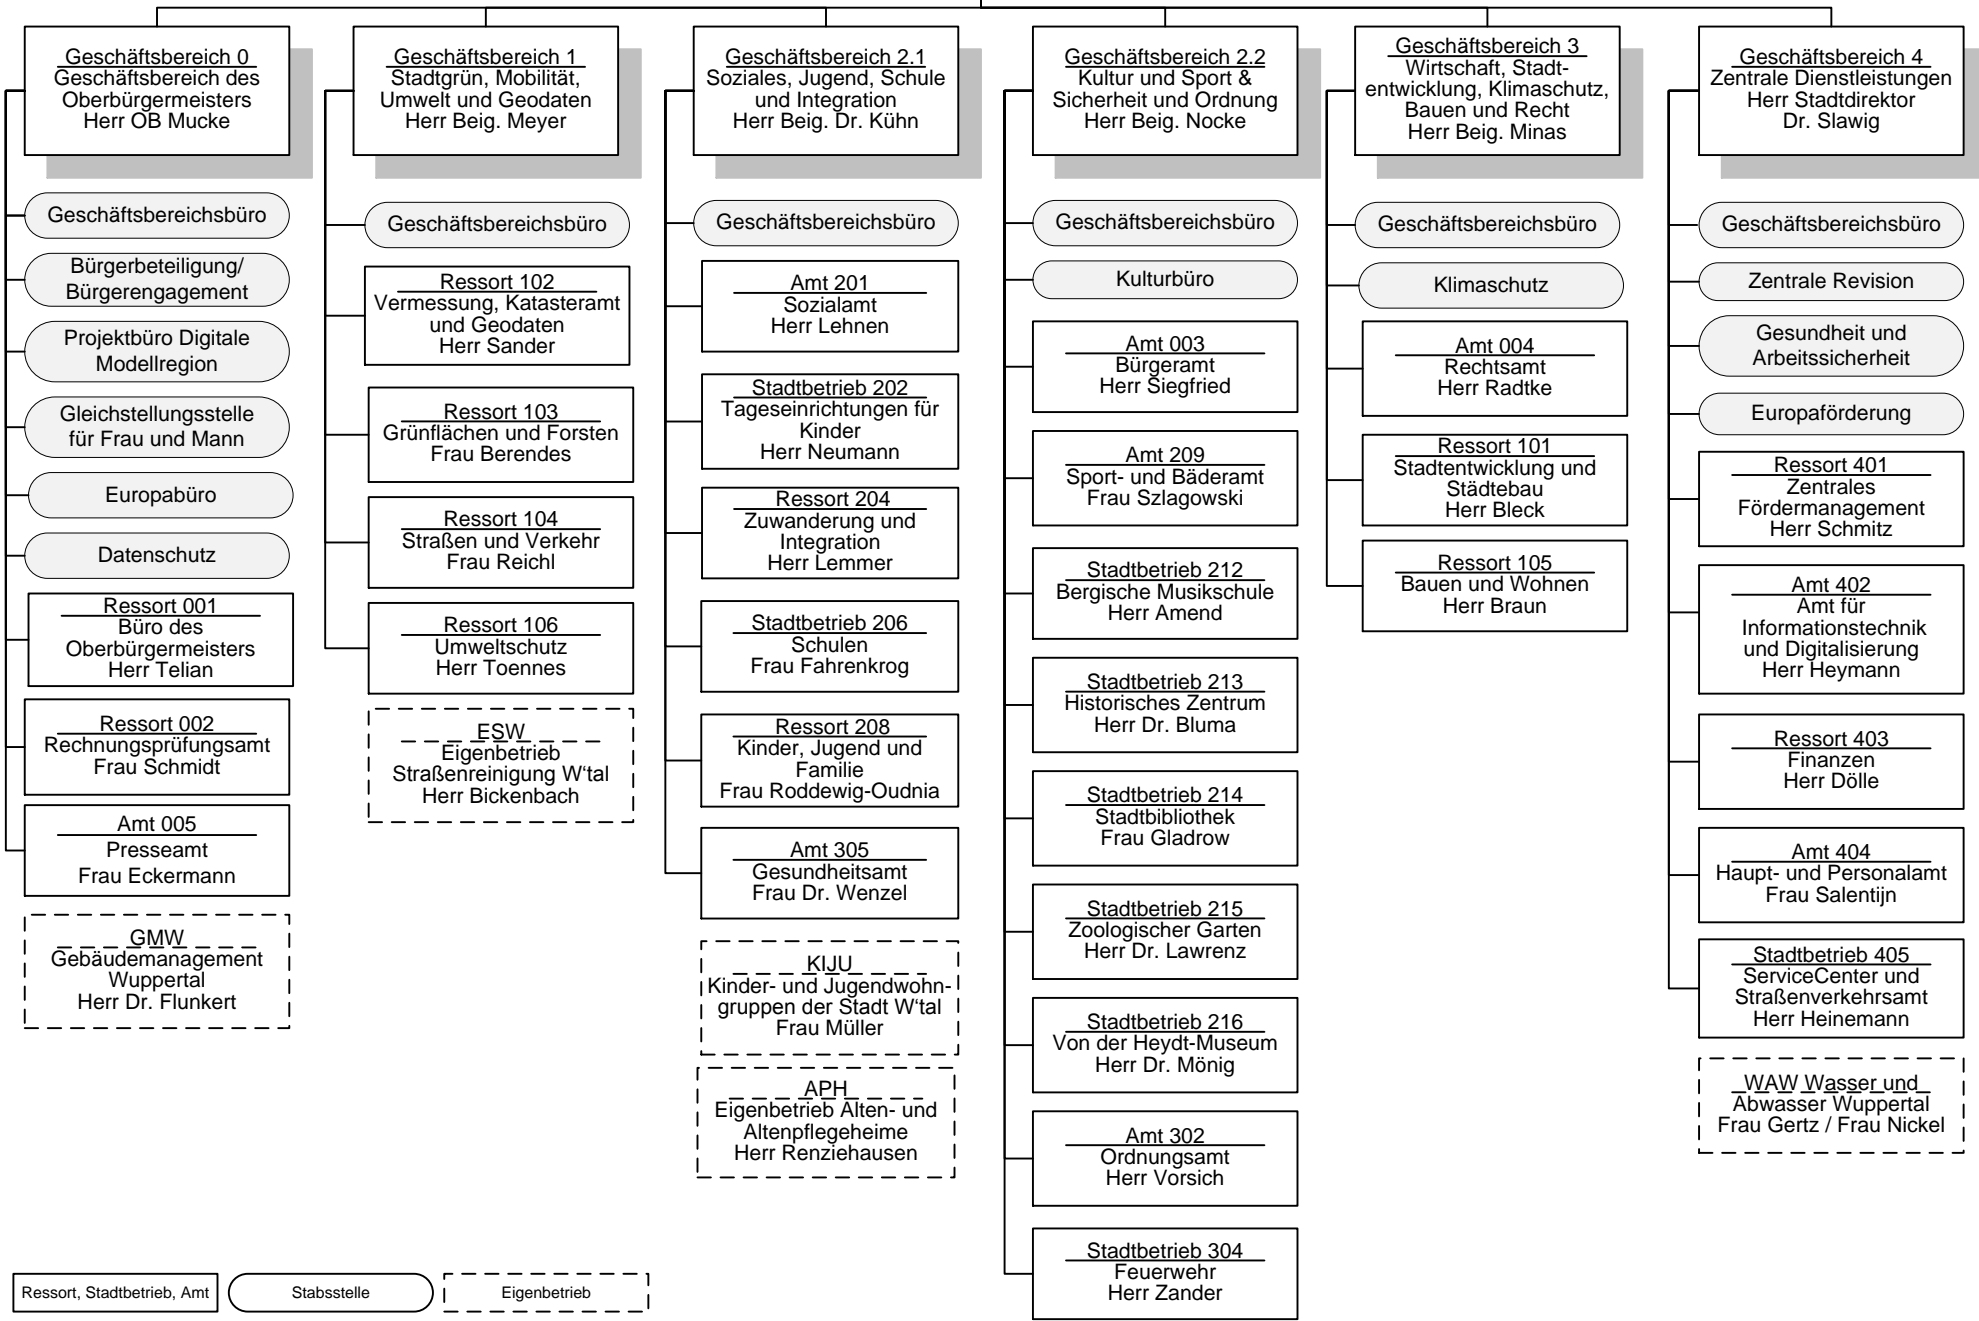 Geschäftsbereich 0
Geschäftsbereich des
Oberbürgermeisters
Herr OB Mucke
Geschäftsbereichsbüro
Bürgerbeteiligung/
Bürgerengagement
Projektbüro Digitale
Modellregion
Gleichstellungsstelle
für Frau und Mann
Europabüro
Datenschutz
Ressort 001
Büro des
Oberbürgermeisters
Herr Telian
Ressort 002
Rechnungsprüfungsamt
Frau Schmidt
Amt 005
Presseamt
Frau Eckermann
GMW
Gebäudemanagement
Wuppertal
Herr Dr. Flunkert
Geschäftsbereich 1
Stadtgrün, Mobilität,
Umwelt und Geodaten
Herr Beig. Meyer
Geschäftsbereichsbüro
Ressort 102
Vermessung, Katasteramt
und Geodaten
Herr Sander
Ressort 103
Grünflächen und Forsten
Frau Berendes
Ressort 104
Straßen und Verkehr
Frau Reichl
Ressort 106
Umweltschutz
Herr Toennes
ESW
Eigenbetrieb
Straßenreinigung W‘tal
Herr Bickenbach
Geschäftsbereich 2.1
Soziales, Jugend, Schule
und Integration
Herr Beig. Dr. Kühn
Geschäftsbereichsbüro
Amt 201
Sozialamt
Herr Lehnen
Stadtbetrieb 202
Tageseinrichtungen für
Kinder
Herr Neumann
Ressort 204
Zuwanderung und
Integration
Herr Lemmer
Stadtbetrieb 206
Schulen
Frau Fahrenkrog
Ressort 208
Kinder, Jugend und
Familie
Frau Roddewig-Oudnia
Amt 305
Gesundheitsamt
Frau Dr. Wenzel
KIJU
Kinder- und Jugendwohn-
gruppen der Stadt W‘tal
Frau Müller
APH
Eigenbetrieb Alten- und
Altenpflegeheime
Herr Renziehausen
Geschäftsbereich 2.2
Kultur und Sport &
Sicherheit und Ordnung
Herr Beig. Nocke
Geschäftsbereichsbüro
Kulturbüro
Amt 003
Bürgeramt
Herr Siegfried
Amt 209
Sport- und Bäderamt
Frau Szlagowski
Stadtbetrieb 212
Bergische Musikschule
Herr Amend
Stadtbetrieb 213
Historisches Zentrum
Herr Dr. Bluma
Stadtbetrieb 214
Stadtbibliothek
Frau Gladrow
Stadtbetrieb 215
Zoologischer Garten
Herr Dr. Lawrenz
Stadtbetrieb 216
Von der Heydt-Museum
Herr Dr. Mönig
Amt 302
Ordnungsamt
Herr Vorsich
Stadtbetrieb 304
Feuerwehr
Herr Zander
Geschäftsbereich 3
Wirtschaft, Stadt-
entwicklung, Klimaschutz,
Bauen und Recht
Herr Beig. Minas
Geschäftsbereichsbüro
Klimaschutz
Amt 004
Rechtsamt
Herr Radtke
Ressort 101
Stadtentwicklung und
Städtebau
Herr Bleck
Ressort 105
Bauen und Wohnen
Herr Braun
Geschäftsbereich 4
Zentrale Dienstleistungen
Herr Stadtdirektor
Dr. Slawig
Geschäftsbereichsbüro
Zentrale Revision
Gesundheit und
Arbeitssicherheit
Europaförderung
Ressort 401
Zentrales
Fördermanagement
Herr Schmitz
Amt 402
Amt für
Informationstechnik
und Digitalisierung
Herr Heymann
Ressort 403
Finanzen
Herr Dölle
Amt 404
Haupt- und Personalamt
Frau Salentijn
Stadtbetrieb 405
ServiceCenter und
Straßenverkehrsamt
Herr Heinemann
WAW Wasser und
Abwasser Wuppertal
Frau Gertz / Frau Nickel
Ressort, Stadtbetrieb, Amt
Stabsstelle
Eigenbetrieb